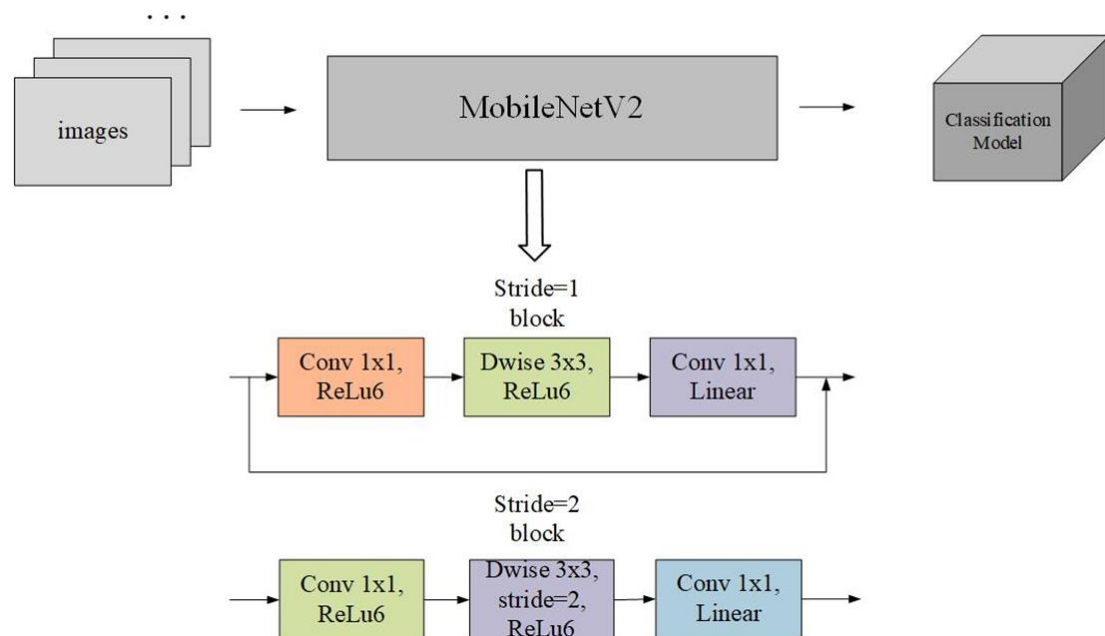 . . .
images
MobileNetV2
Classification
Model
Stride=1
block
Conv 1x1,
ReLu6
Dwise 3x3,
ReLu6
Conv 1x1,
Linear
Stride=2
block
Conv 1x1,
ReLu6
Dwise 3x3,
stride=2,
ReLu6
Conv 1x1,
Linear